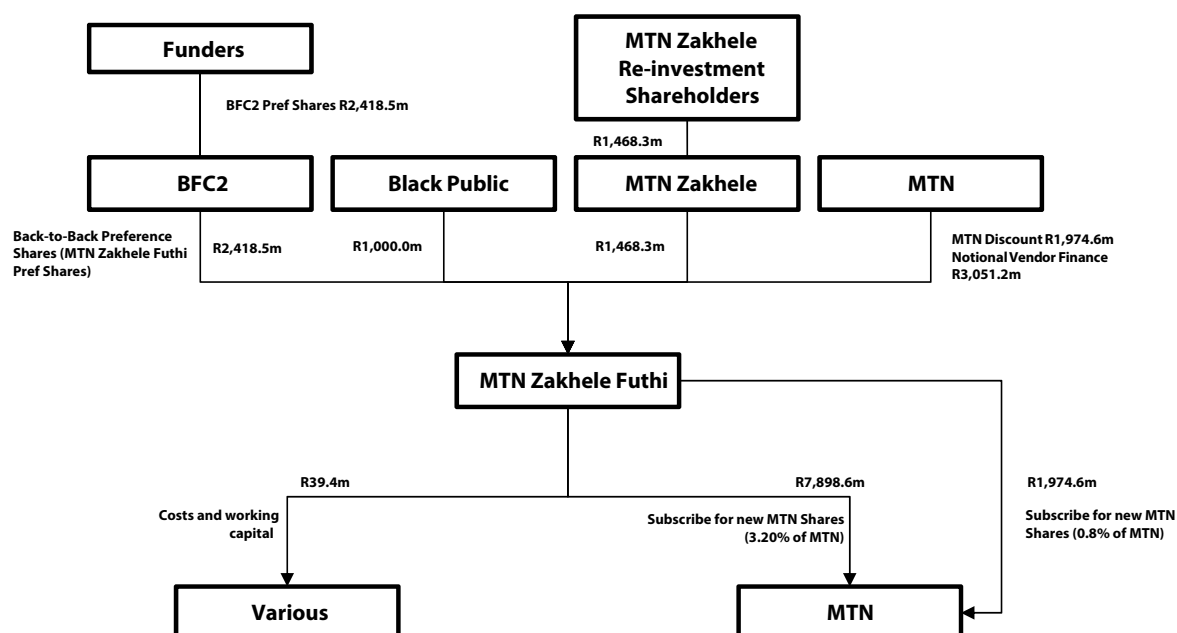 Funders
MTN Zakhele
Re-investment
Shareholders
BFC2 Pref Shares R2,418.5m
R1,468.3m
BFC2
Black Public
MTN Zakhele
MTN
Back-to-Back Preference
Shares (MTN Zakhele Futhi
Pref Shares)
R2,418.5m
R1,000.0m
R1,468.3m
MTN Discount R1,974.6m
Notional Vendor Finance
R3,051.2m
MTN Zakhele Futhi
R39.4m
R7,898.6m
R1,974.6m
Costs and working
capital
Subscribe for new MTN Shares
(3.20% of MTN)
Subscribe for new MTN
Shares (0.8% of MTN)
Various
MTN